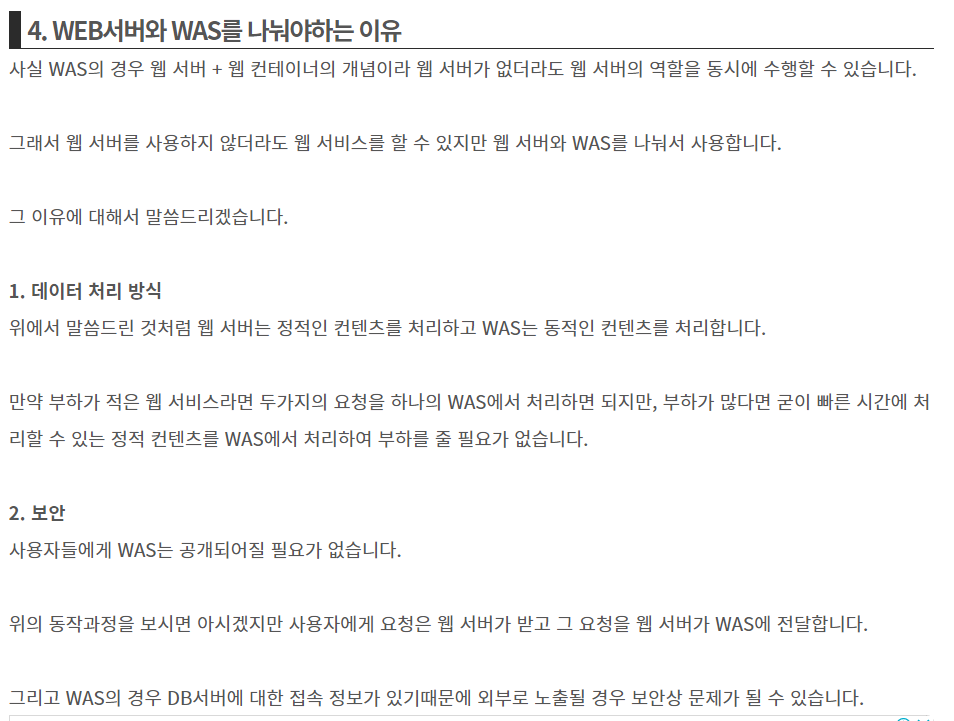 4. WEB서버와 WAS를 나눠야하는 이유
사실 WAS의 경우 웹 서버 + 웹 컨테이너의 개념이라 웹 서버가 없더라도 웹 서버의 역할을 동시에 수행할 수 있습니다.
그래서 웹 서버를 사용하지 않더라도 웹 서비스를 할 수 있지만 웹 서버와 WAS를 나눠서 사용합니다.
그 이유에 대해서 말씀드리겠습니다.
1. 데이터 처리 방식
위에서 말씀드린 것처럼 웹 서버는 정적인 컨텐츠를 처리하고 WAS는 동적인 컨텐츠를 처리합니다.
만약 부하가 적은 웹 서비스라면 두가지의 요청을 하나의 WAS에서 처리하면 되지만, 부하가 많다면 굳이 빠른 시간에 처
리할 수 있는 정적 컨텐츠를 WAS에서 처리하여 부하를 줄 필요가 없습니다.
2. 보안
사용자들에게 WAS는 공개되어질 필요가 없습니다.
위의 동작과정을 보시면 아시겠지만 사용자에게 요청은 웹 서버가 받고 그 요청을 웹 서버가 WAS에 전달합니다.
그리고 WAS의 경우 DB서버에 대한 접속 정보가 있기때문에 외부로 노출될 경우 보안상 문제가 될 수 있습니다.